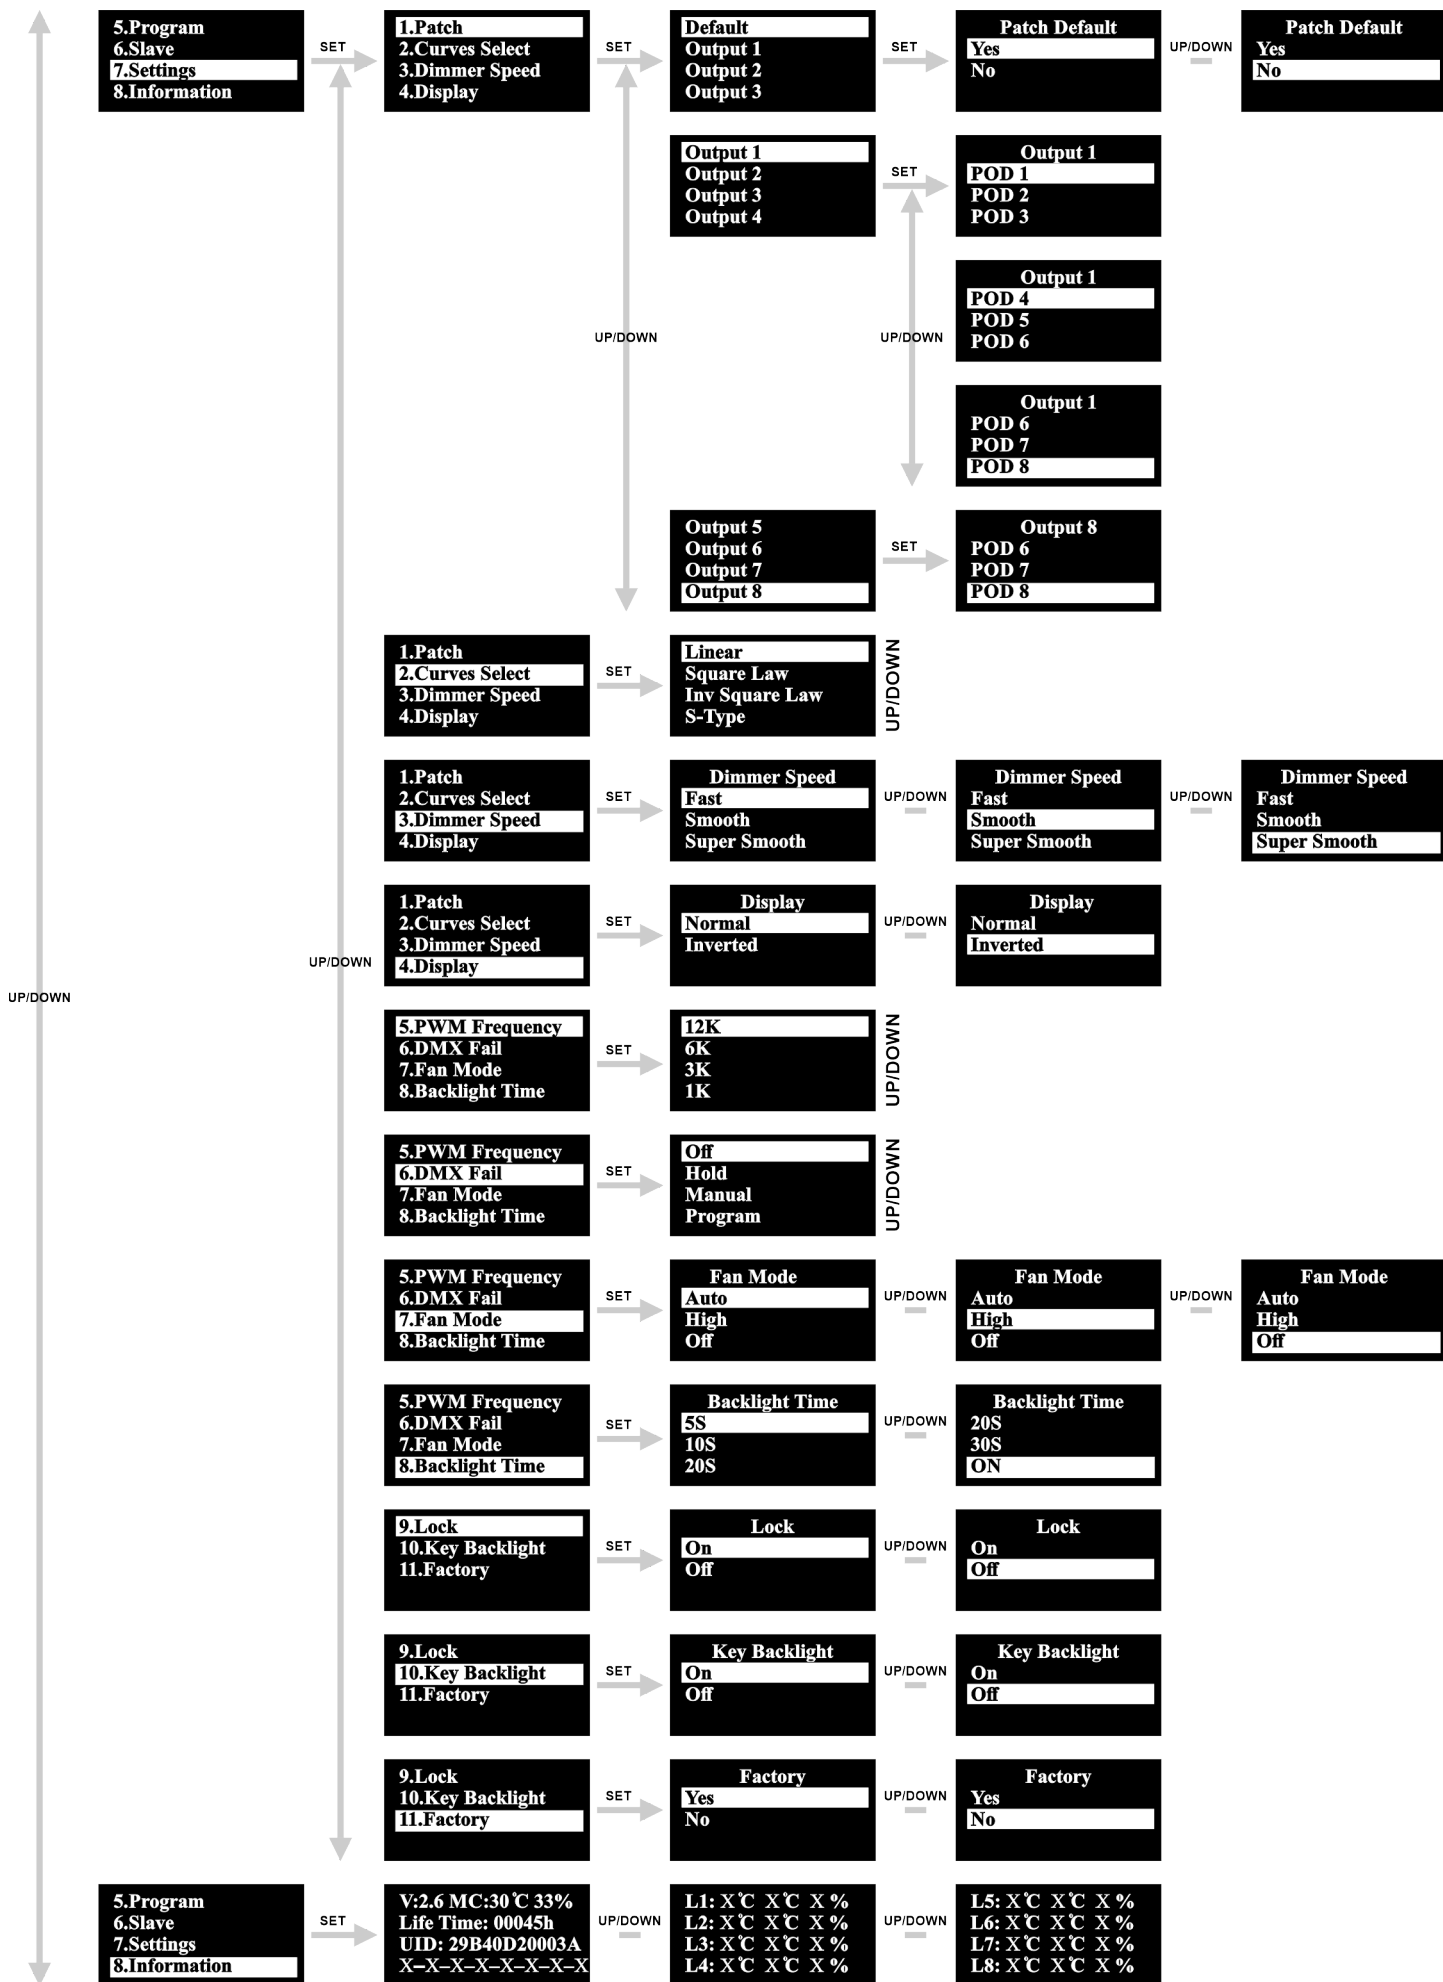 5.Program
6.Slave
7.Settings
8.Information
SET
1.Patch
2.Curves Select
3.Dimmer Speed
4.Display
SET
Default
Output 1
Output 2
Output 3
SET
Patch Default
Yes
No
UP/DOWN
Patch Default
Yes
No
Output 1
Output 2
Output 3
Output 4
SET
Output 1
POD 1
POD 2
POD 3
Output 1
POD 4
POD 5
POD 6
UP/DOWN
UP/DOWN
Output 1
POD 6
POD 7
POD 8
Output 5
Output 6
Output 7
Output 8
SET
Output 8
POD 6
POD 7
POD 8
1.Patch
2.Curves Select
3.Dimmer Speed
4.Display
SET
Linear
Square Law
Inv Square Law
S-Type
UP/DOWN
1.Patch
2.Curves Select
3.Dimmer Speed
4.Display
SET
Dimmer Speed
Fast
Smooth
Super Smooth
UP/DOWN
Dimmer Speed
Fast
Smooth
Super Smooth
UP/DOWN
Dimmer Speed
Fast
Smooth
Super Smooth
1.Patch
2.Curves Select
3.Dimmer Speed
4.Display
SET
Display
Normal
Inverted
UP/DOWN
Display
Normal
Inverted
UP/DOWN
UP/DOWN
5.PWM Frequency
6.DMX Fail
7.Fan Mode
8.Backlight Time
SET
12K
6K
3K
1K
UP/DOWN
5.PWM Frequency
6.DMX Fail
7.Fan Mode
8.Backlight Time
SET
Off
Hold
Manual
Program
UP/DOWN
5.PWM Frequency
6.DMX Fail
7.Fan Mode
8.Backlight Time
SET
Fan Mode
Auto
High
Off
UP/DOWN
Fan Mode
Auto
High
Off
UP/DOWN
Fan Mode
Auto
High
Off
5.PWM Frequency
6.DMX Fail
7.Fan Mode
8.Backlight Time
SET
Backlight Time
5S
10S
20S
UP/DOWN
Backlight Time
20S
30S
ON
9.Lock
10.Key Backlight
11.Factory
SET
Lock
On
Off
UP/DOWN
Lock
On
Off
9.Lock
10.Key Backlight
11.Factory
SET
Key Backlight
On
Off
UP/DOWN
Key Backlight
On
Off
9.Lock
10.Key Backlight
11.Factory
SET
Factory
Yes
No
UP/DOWN
Factory
Yes
No
5.Program
6.Slave
7.Settings
8.Information
SET
V:2.6 MC:30℃ 33%
Life Time: 00045h
UID: 29B40D20003A
X–X–X–X–X–X–X–X
UP/DOWN
L1: X℃ X℃ X %
L2: X℃ X℃ X %
L3: X℃ X℃ X %
L4: X℃ X℃ X %
UP/DOWN
L5: X℃ X℃ X %
L6: X℃ X℃ X %
L7: X℃ X℃ X %
L8: X℃ X℃ X %